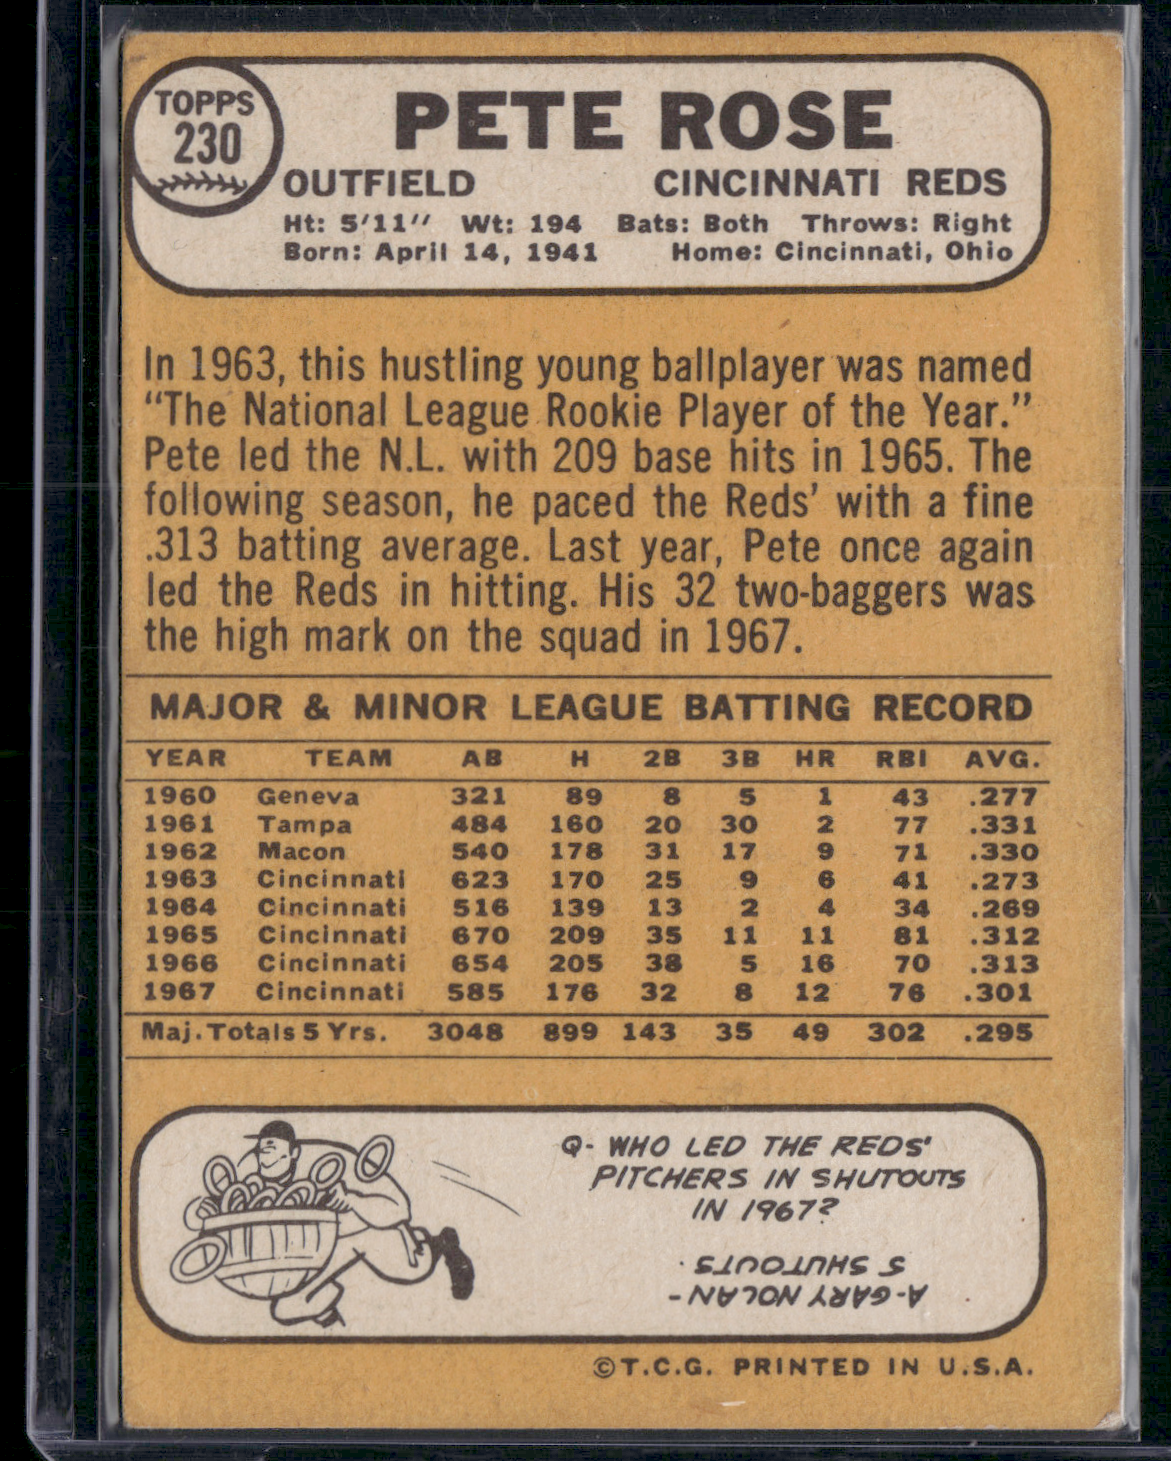 TOPPS
230
PETE ROSE
OUTFIELD CINCINNATI REDS
Ht: 5'11" Wt: 194 Bats: Both Throws: Right
Born: April 14, 1941 Home: Cincinnati, Ohio
In 1963, this hustling young ballplayer was named
"The National League Rookie Player of the Year."
Pete led the N.L. with 209 base hits in 1965. The
following season, he paced the Reds' with a fine
.313 batting average. Last year, Pete once again
led the Reds in hitting. His 32 two-baggers was
the high mark on the squad in 1967.
MAJOR & MINOR LEAGUE BATTING RECORD
YEAR TEAM AB H 2B 3B HR RBI AVG.
1960 Geneva 321 89 8 5 1 43 .277
1961 Tampa 484 160 20 30 2 77 .331
1962 Macon 540 178 31 17 9 71 .330
1963 Cincinnati 623 170 25 9 6 41 .273
1964 Cincinnati 516 139 13 2 4 34 .269
1965 Cincinnati 670 209 35 11 11 81 .312
1966 Cincinnati 654 205 38 5 16 70 .313
1967 Cincinnati 585 176 32 8 12 76 .301
Maj. Totals 5 Yrs. 3048 899 143 35 49 302 .295
Q- WHO LED THE REDS'
PITCHERS IN SHUTOUTS
IN 1967?
A-GARY NOLAN-
5 SHUTOUTS.
©T.C.G. PRINTED IN U.S.A.